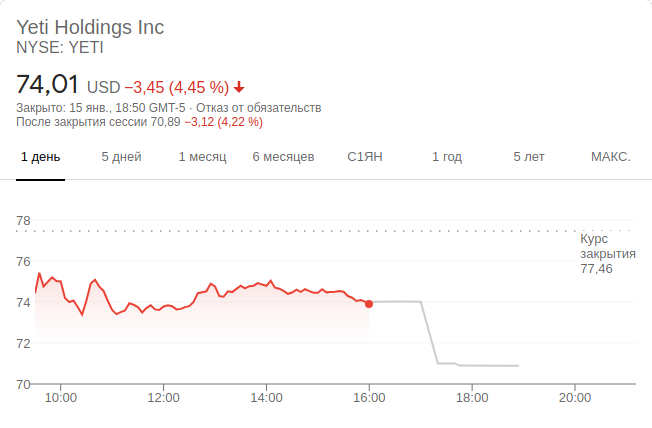 Yeti Holdings Inc
NYSE: YETI
74,01 USD −3,45 (4,45 %)
Закрыто: 15 янв., 18:50 GMT-5 · Отказ от обязательств
После закрытия сессии 70,89 −3,12 (4,22 %)
1 день 5 дней 1 месяц 6 месяцев С1ЯН 1 год 5 лет МАКС.
78
Курс
закрытия
77,46
76
74
72
70
10:00 12:00 14:00 16:00 18:00 20:00